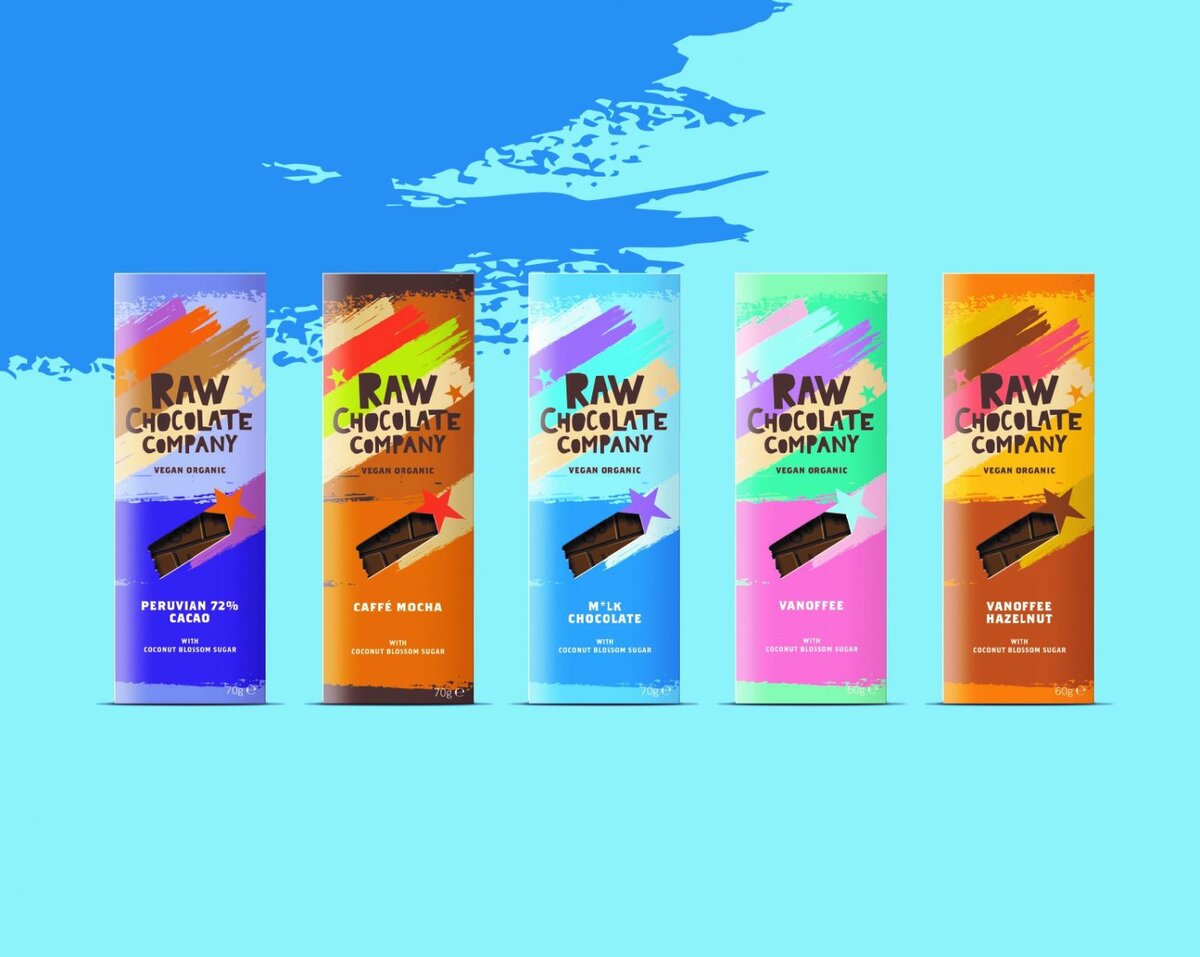 RAW
CHOCOLATE
COMPANY
VEGAN ORGANIC
PERUVIAN 72%
CACAO
WITH
COCONUT BLOSSOM SUGAR
70g ℮
RAW
CHOCOLATE
COMPANY
VEGAN ORGANIC
CAFFÉ MOCHA
WITH
COCONUT BLOSSOM SUGAR
70g ℮
RAW
CHOCOLATE
COMPANY
VEGAN ORGANIC
M*LK
CHOCOLATE
WITH
COCONUT BLOSSOM SUGAR
70g ℮
RAW
CHOCOLATE
COMPANY
VEGAN ORGANIC
VANOFFEE
WITH
COCONUT BLOSSOM SUGAR
60g ℮
RAW
CHOCOLATE
COMPANY
VEGAN ORGANIC
VANOFFEE
HAZELNUT
WITH
COCONUT BLOSSOM SUGAR
60g ℮